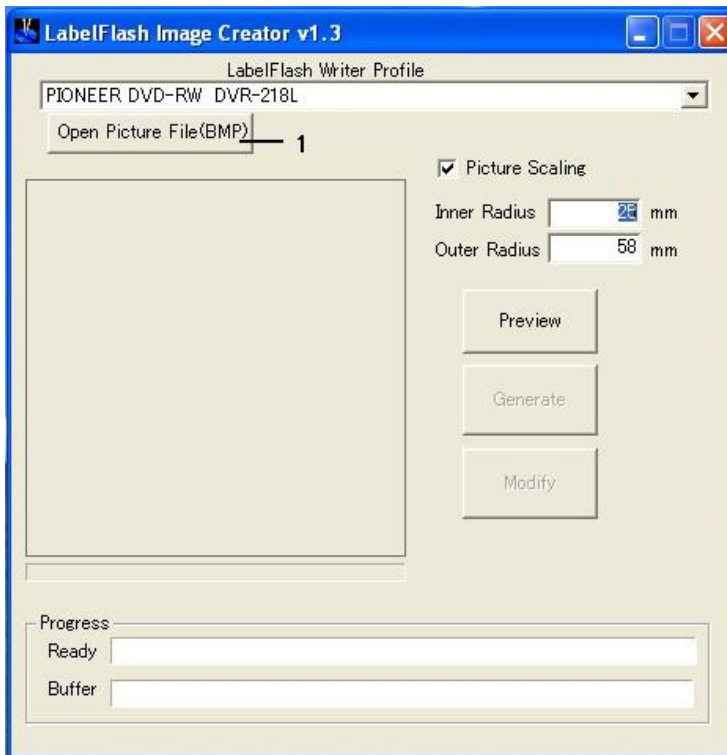 LabelFlash Image Creator v1.3
LabelFlash Writer Profile
PIONEER DVD-RW DVR-218L
Open Picture File(BMP)
1
Picture Scaling
Inner Radius 25 mm
Outer Radius 58 mm
Preview
Generate
Modify
Progress
Ready
Buffer